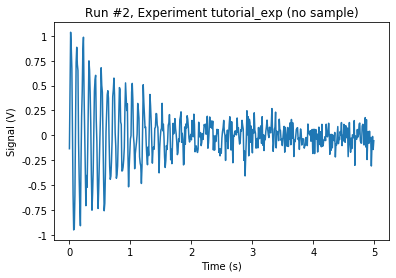 Run #2, Experiment tutorial_exp (no sample)
1
0.75
0.5
0.25
0
-0.25
-0.5
-0.75
-1
Signal (V)
0 1 2 3 4 5
Time (s)